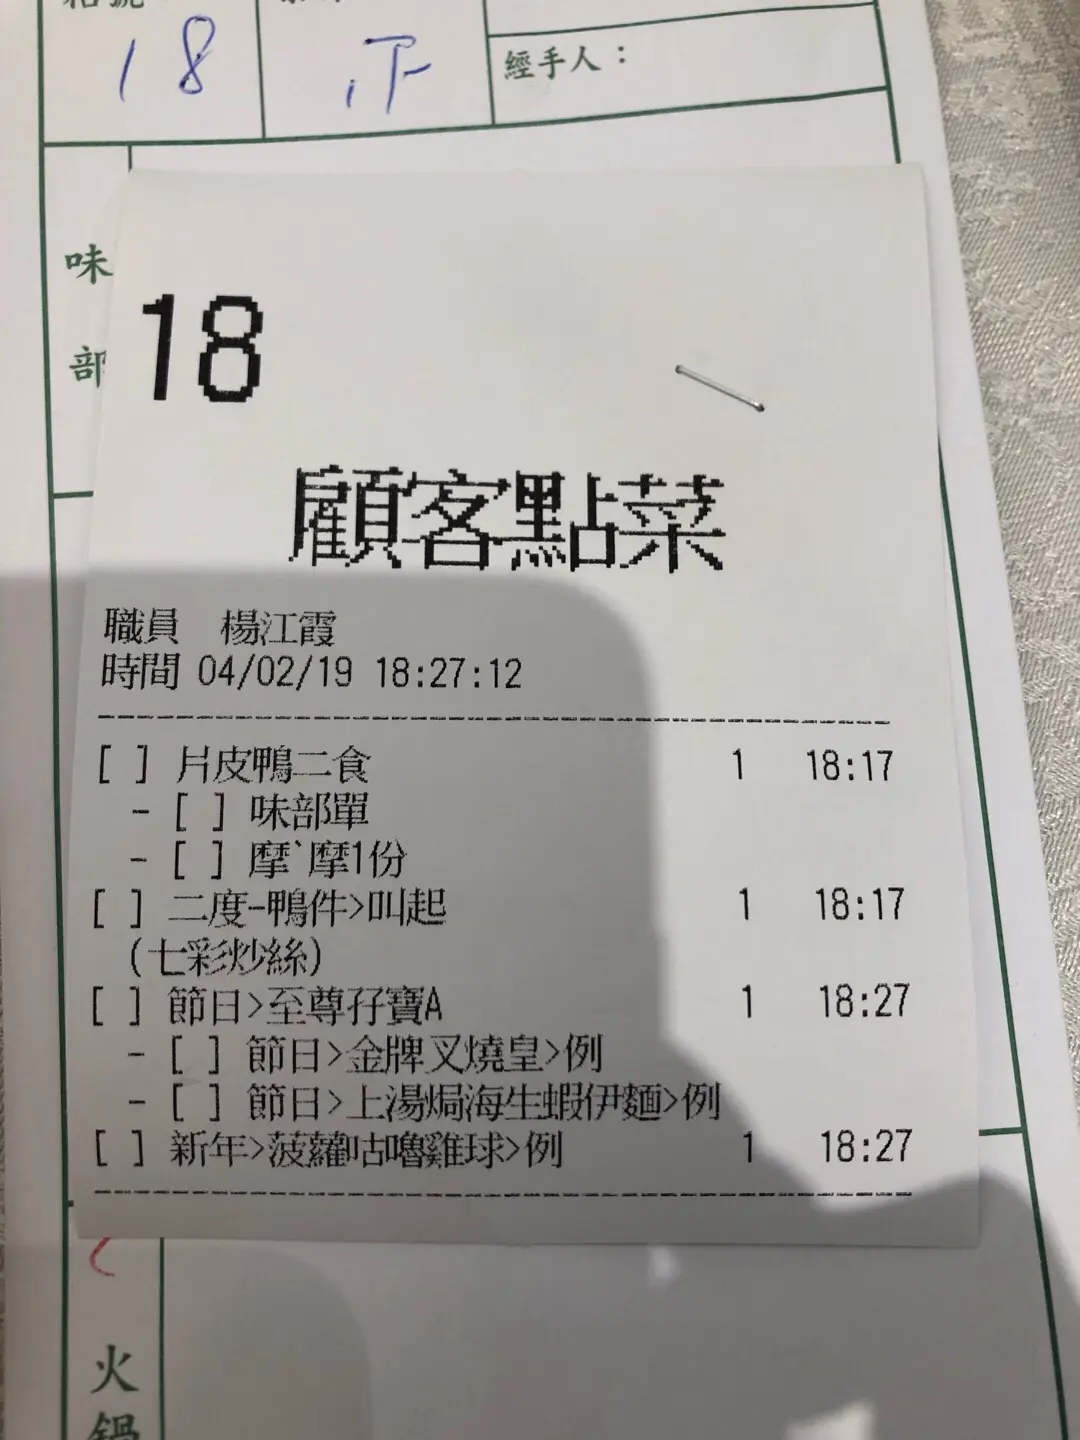 18
經手人：
味
部
18
顧客點菜
職員 楊江霞
時間 04/02/19 18:27:12
[ ] 片皮鴨二食 1 18:17
- [ ] 味部單
- [ ] 摩`摩1份
[ ] 二度-鴨件>叫起 1 18:17
(七彩炒絲)
[ ] 節日>至尊孖寶A 1 18:27
- [ ] 節日>金牌叉燒皇>例
- [ ] 節日>上湯焗海生蝦伊麵>例
[ ] 新年>菠蘿咕嚕雞球>例 1 18:27
火
鍋